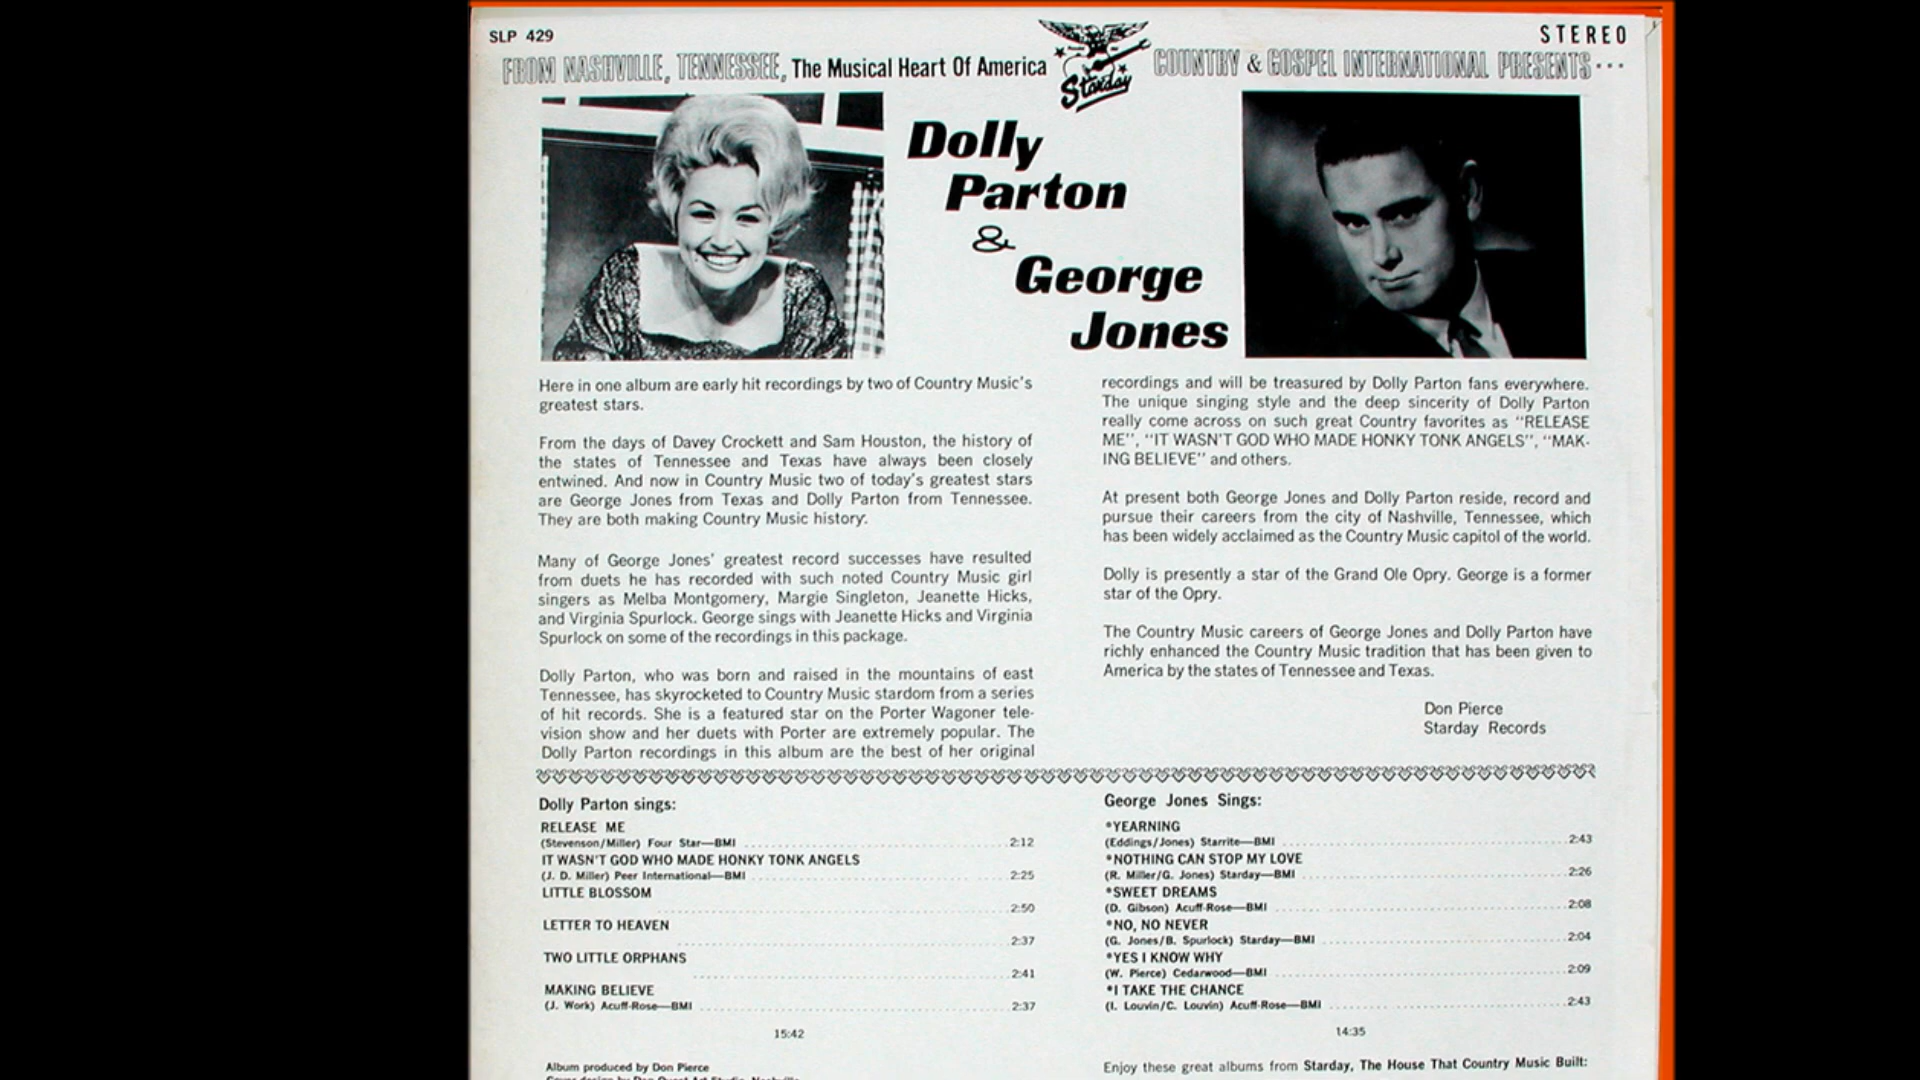 SLP 429
STEREO
FROM NASHVILLE, TENNESSEE, The Musical Heart Of America
Starday
COUNTRY & GOSPEL INTERNATIONAL PRESENTS...
Dolly
Parton
&
George
Jones
Here in one album are early hit recordings by two of Country Music's
greatest stars.
From the days of Davey Crockett and Sam Houston, the history of
the states of Tennessee and Texas have always been closely
entwined. And now in Country Music two of today's greatest stars
are George Jones from Texas and Dolly Parton from Tennessee.
They are both making Country Music history.
Many of George Jones' greatest record successes have resulted
from duets he has recorded with such noted Country Music girl
singers as Melba Montgomery, Margie Singleton, Jeanette Hicks,
and Virginia Spurlock. George sings with Jeanette Hicks and Virginia
Spurlock on some of the recordings in this package.
Dolly Parton, who was born and raised in the mountains of east
Tennessee, has skyrocketed to Country Music stardom from a series
of hit records. She is a featured star on the Porter Wagoner tele-
vision show and her duets with Porter are extremely popular. The
Dolly Parton recordings in this album are the best of her original
recordings and will be treasured by Dolly Parton fans everywhere.
The unique singing style and the deep sincerity of Dolly Parton
really come across on such great Country favorites as "RELEASE
ME", "IT WASN'T GOD WHO MADE HONKY TONK ANGELS", "MAK-
ING BELIEVE" and others.
At present both George Jones and Dolly Parton reside, record and
pursue their careers from the city of Nashville, Tennessee, which
has been widely acclaimed as the Country Music capitol of the world.
Dolly is presently a star of the Grand Ole Opry. George is a former
star of the Opry.
The Country Music careers of George Jones and Dolly Parton have
richly enhanced the Country Music tradition that has been given to
America by the states of Tennessee and Texas.
Don Pierce
Starday Records
Dolly Parton sings:
RELEASE ME
(Stevenson/Miller) Four Star—BMI 2:12
IT WASN'T GOD WHO MADE HONKY TONK ANGELS
(J. D. Miller) Peer International—BMI 2:25
LITTLE BLOSSOM
2:50
LETTER TO HEAVEN
2:37
TWO LITTLE ORPHANS
2:41
MAKING BELIEVE
(J. Work) Acuff-Rose—BMI 2:37
15:42
Album produced by Don Pierce
George Jones Sings:
*YEARNING
(Eddings/Jones) Starrite—BMI 2:43
*NOTHING CAN STOP MY LOVE
(R. Miller/G. Jones) Starday—BMI 2:26
*SWEET DREAMS
(D. Gibson) Acuff-Rose—BMI 2:08
*NO, NO NEVER
(G. Jones/B. Spurlock) Starday—BMI 2:04
*YES I KNOW WHY
(W. Pierce) Cedarwood—BMI 2:09
*I TAKE THE CHANCE
(I. Louvin/C. Louvin) Acuff-Rose—BMI 2:43
14:35
Enjoy these great albums from Starday, The House That Country Music Built: